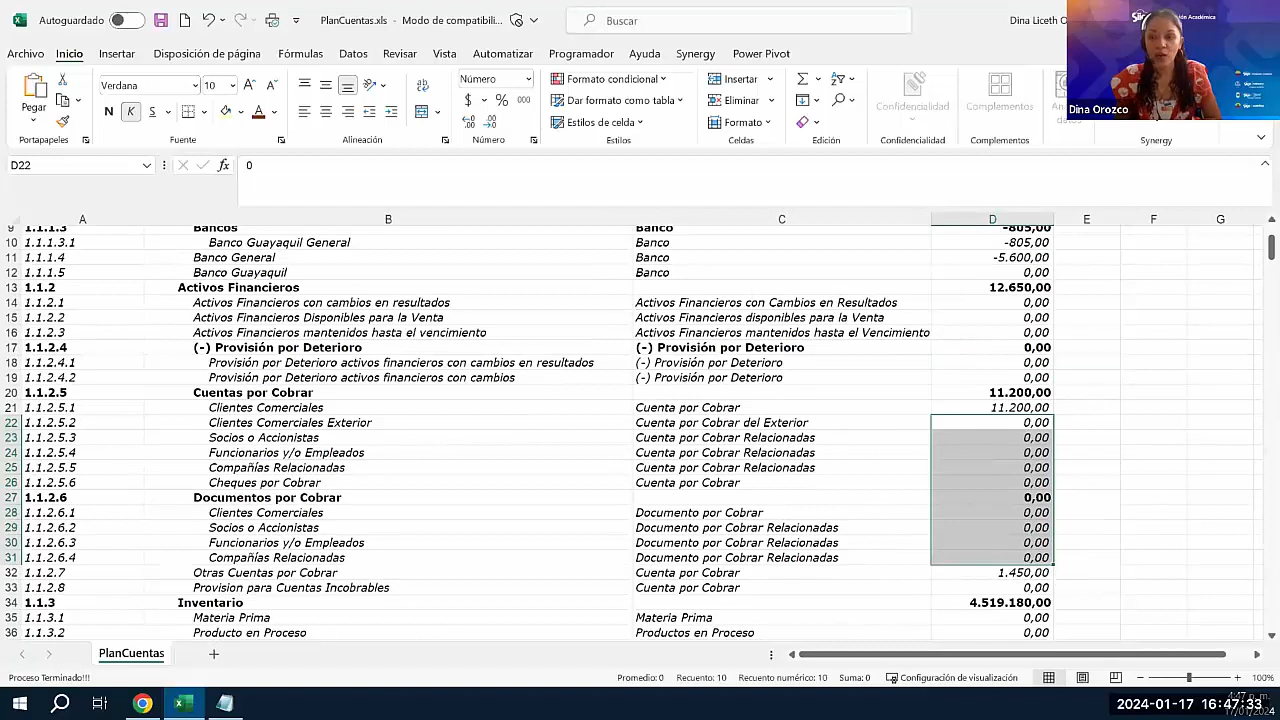 Autoguardado
PlanCuentas.xls - Modo de compatibili...
Buscar
Dina Liceth O
Archivo Inicio Insertar Disposición de página Fórmulas Datos Revisar Vista Automatizar Programador Ayuda Synergy Power Pivot
Pegar
Verdana 10
N K S
Número
Formato condicional
Dar formato como tabla
Estilos de celda
Insertar
Eliminar
Formato
Confidencialidad
Complementos
Portapapeles Fuente Alineación Número Estilos Celdas Edición Confidencialidad Complementos Synergy
Dina Orozco
D22 fx 0
A B C D E F G
9 1.1.1.3 Bancos Banco -805,00
10 1.1.1.3.1 Banco Guayaquil General Banco -805,00
11 1.1.1.4 Banco General Banco -5.600,00
12 1.1.1.5 Banco Guayaquil Banco 0,00
13 1.1.2 Activos Financieros 12.650,00
14 1.1.2.1 Activos Financieros con cambios en resultados Activos Financieros con Cambios en Resultados 0,00
15 1.1.2.2 Activos Financieros Disponibles para la Venta Activos Financieros disponibles para la Venta 0,00
16 1.1.2.3 Activos Financieros mantenidos hasta el vencimiento Activos Financieros mantenidos hasta el Vencimiento 0,00
17 1.1.2.4 (-) Provisión por Deterioro (-) Provisión por Deterioro 0,00
18 1.1.2.4.1 Provisión por Deterioro activos financieros con cambios en resultados (-) Provisión por Deterioro 0,00
19 1.1.2.4.2 Provisión por Deterioro activos financieros con cambios (-) Provisión por Deterioro 0,00
20 1.1.2.5 Cuentas por Cobrar 11.200,00
21 1.1.2.5.1 Clientes Comerciales Cuenta por Cobrar 11.200,00
22 1.1.2.5.2 Clientes Comerciales Exterior Cuenta por Cobrar del Exterior 0,00
23 1.1.2.5.3 Socios o Accionistas Cuenta por Cobrar Relacionadas 0,00
24 1.1.2.5.4 Funcionarios y/o Empleados Cuenta por Cobrar Relacionadas 0,00
25 1.1.2.5.5 Compañías Relacionadas Cuenta por Cobrar Relacionadas 0,00
26 1.1.2.5.6 Cheques por Cobrar Cuenta por Cobrar 0,00
27 1.1.2.6 Documentos por Cobrar 0,00
28 1.1.2.6.1 Clientes Comerciales Documento por Cobrar 0,00
29 1.1.2.6.2 Socios o Accionistas Documento por Cobrar Relacionadas 0,00
30 1.1.2.6.3 Funcionarios y/o Empleados Documento por Cobrar Relacionadas 0,00
31 1.1.2.6.4 Compañías Relacionadas Documento por Cobrar Relacionadas 0,00
32 1.1.2.7 Otras Cuentas por Cobrar Cuenta por Cobrar 1.450,00
33 1.1.2.8 Provision para Cuentas Incobrables Cuenta por Cobrar 0,00
34 1.1.3 Inventario 4.519.180,00
35 1.1.3.1 Materia Prima Materia Prima 0,00
36 1.1.3.2 Producto en Proceso Productos en Proceso 0,00
PlanCuentas
Proceso Terminado!!! Promedio: 0 Recuento: 10 Recuento numérico: 10 Suma: 0 Configuración de visualización 100%
2024-01-17 16:47:33